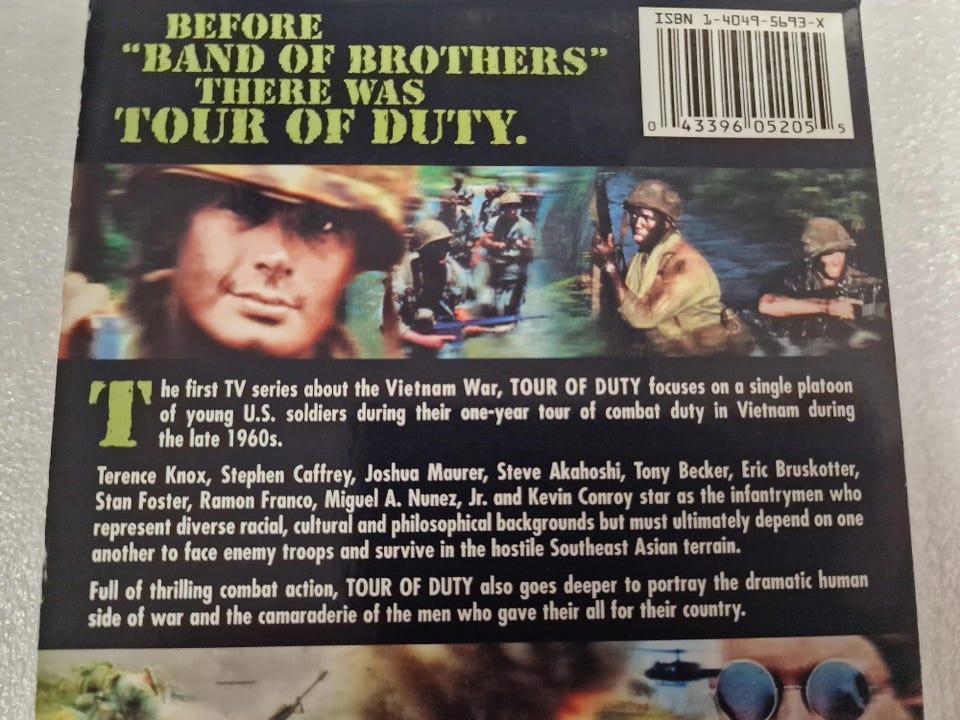 BEFORE
“BAND OF BROTHERS”
THERE WAS
TOUR OF DUTY.
ISBN 1-4049-5693-X
0 43396 05205 5
The first TV series about the Vietnam War, TOUR OF DUTY focuses on a single platoon
of young U.S. soldiers during their one-year tour of combat duty in Vietnam during
the late 1960s.
Terence Knox, Stephen Caffrey, Joshua Maurer, Steve Akahoshi, Tony Becker, Eric Bruskotter,
Stan Foster, Ramon Franco, Miguel A. Nunez, Jr. and Kevin Conroy star as the infantrymen who
represent diverse racial, cultural and philosophical backgrounds but must ultimately depend on one
another to face enemy troops and survive in the hostile Southeast Asian terrain.
Full of thrilling combat action, TOUR OF DUTY also goes deeper to portray the dramatic human
side of war and the camaraderie of the men who gave their all for their country.